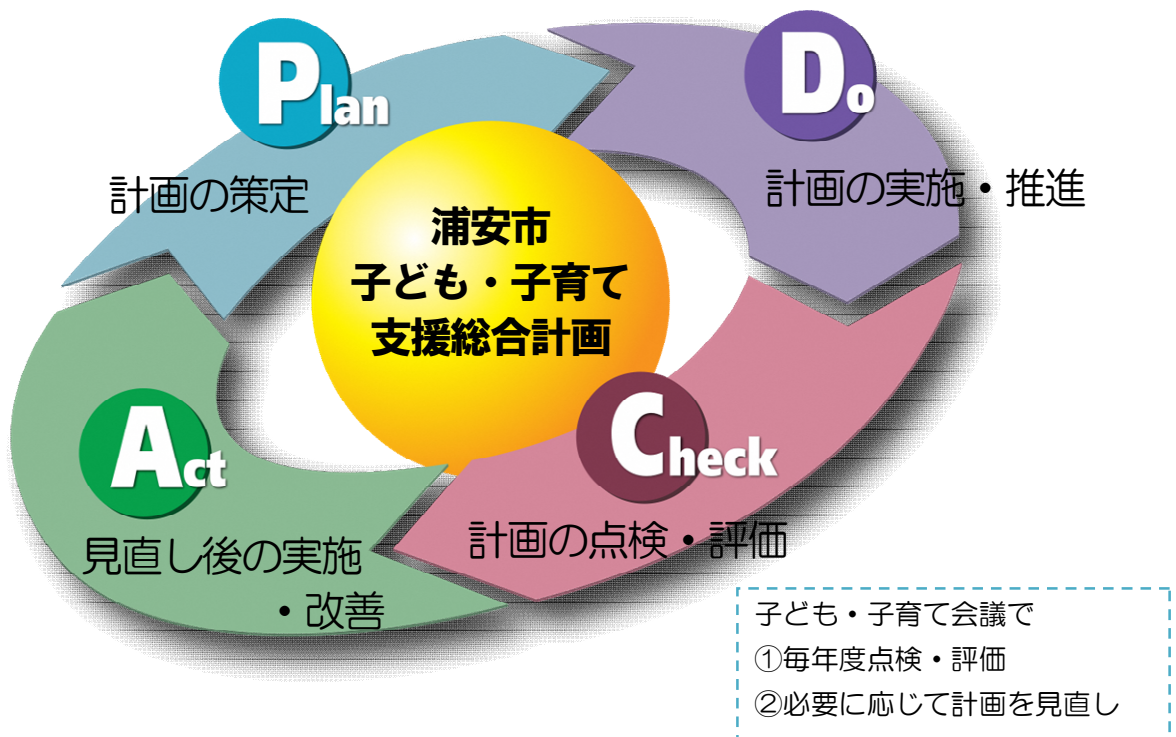 Plan
計画の策定
Do
計画の実施・推進
浦安市
子ども・子育て
支援総合計画
Check
計画の点検・評価
Act
見直し後の実施
・改善
子ども・子育て会議で
①毎年度点検・評価
②必要に応じて計画を見直し